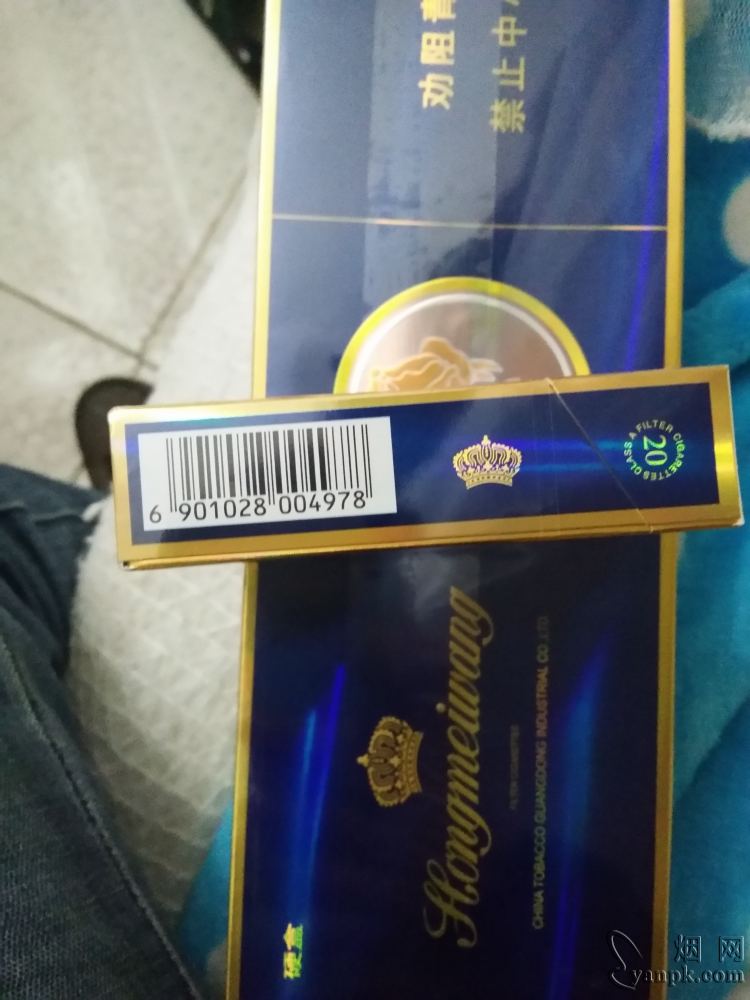 劝阻青
禁止中
6 901028 004978
CLASS A FILTER CIGARETTES
20
Hongmeiwang
FILTER CIGARETTES
CHINA TOBACCO GUANGDONG INDUSTRIAL CO.,LTD.
硬盒
烟网
yanpk.com